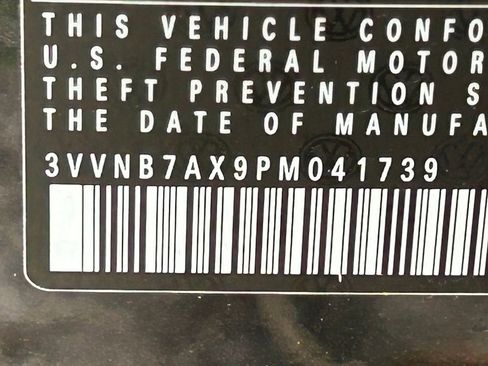 THIS VEHICLE CONFO
U.S. FEDERAL MOTOR
THEFT PREVENTION S
THE DATE OF MANUFA
3VVNB7AX9PM041739